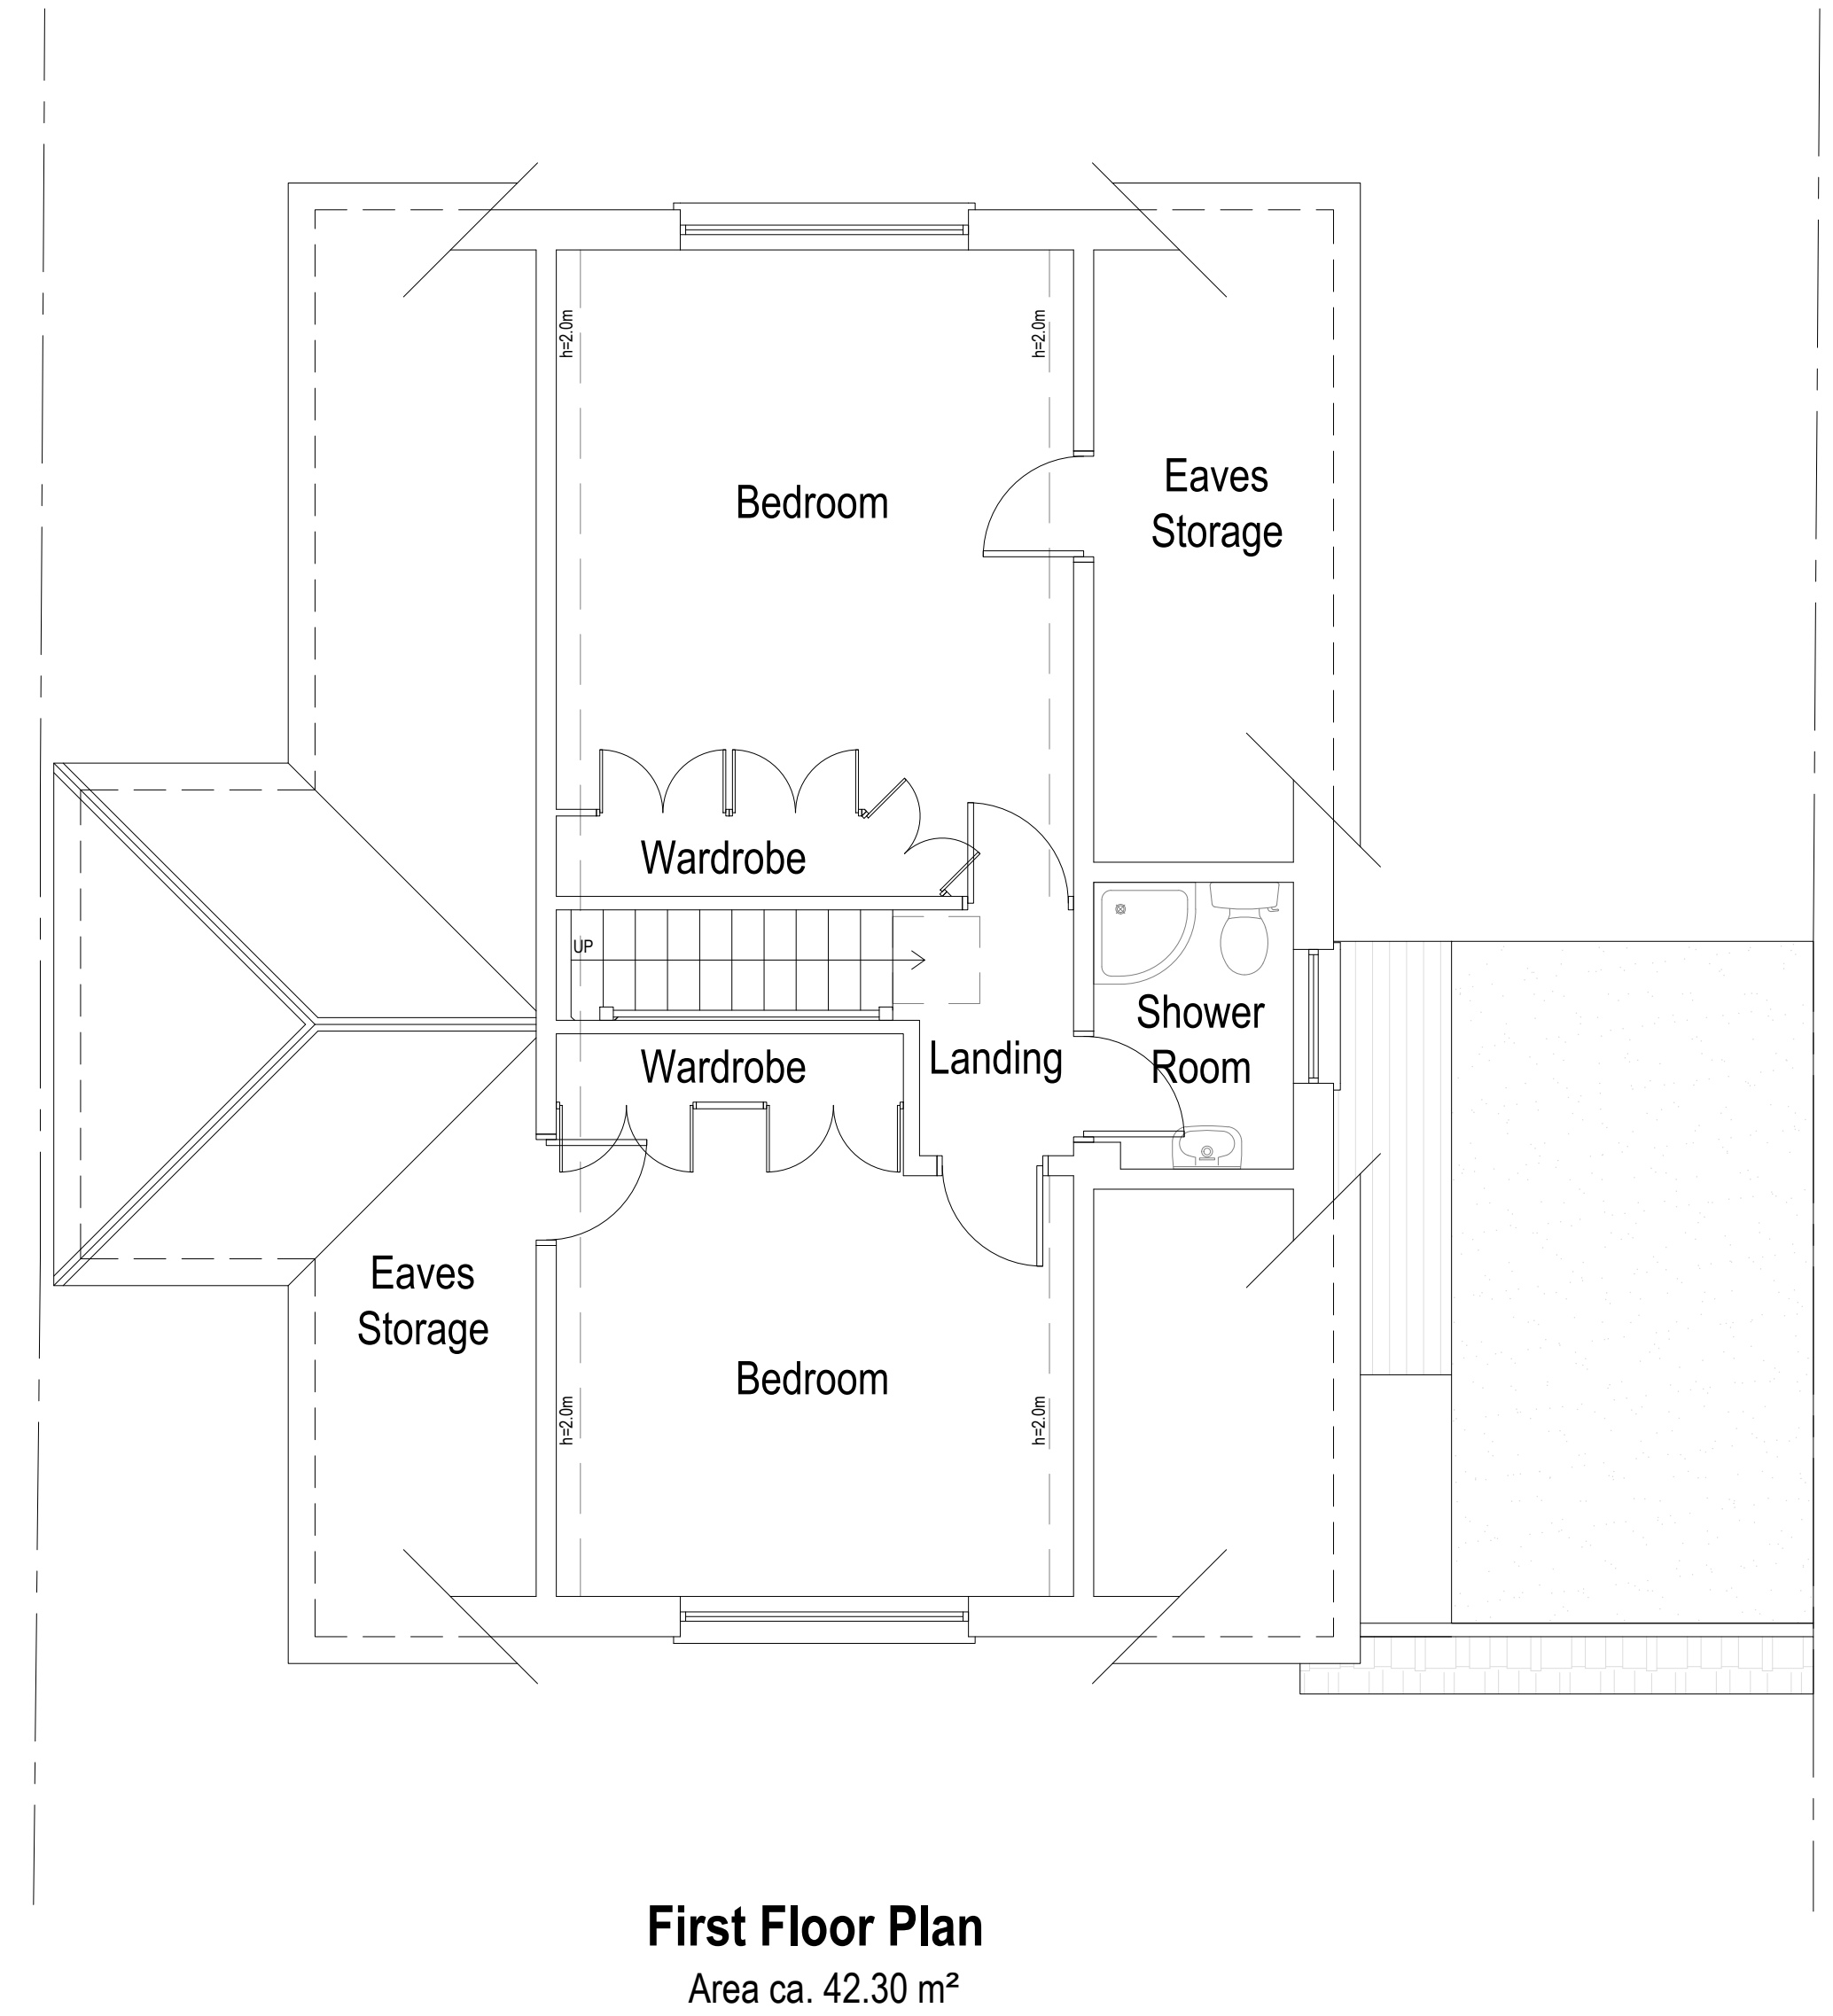 h=2.0m
h=2.0m
Bedroom
Eaves
Storage
Wardrobe
UP
Shower
Room
Landing
Wardrobe
Eaves
Storage
Bedroom
h=2.0m
h=2.0m
First Floor Plan
Area ca. 42.30 m²